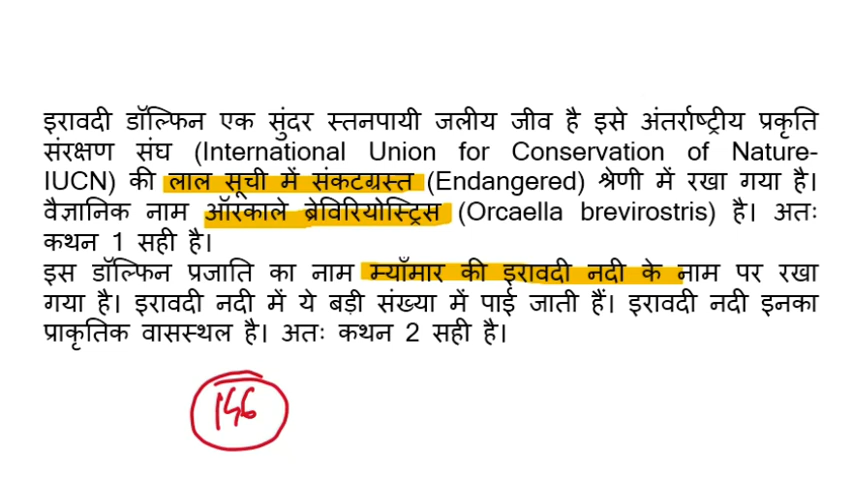 इरावदी डॉल्फिन एक सुंदर स्तनपायी जलीय जीव है इसे अंतर्राष्ट्रीय प्रकृति
संरक्षण संघ (International Union for Conservation of Nature-
IUCN) की लाल सूची में संकटग्रस्त (Endangered) श्रेणी में रखा गया है।
वैज्ञानिक नाम ऑरकाले ब्रेविरियोस्ट्रिस (Orcaella brevirostris) है। अतः
कथन 1 सही है।
इस डॉल्फिन प्रजाति का नाम म्याँमार की इरावदी नदी के नाम पर रखा
गया है। इरावदी नदी में ये बड़ी संख्या में पाई जाती हैं। इरावदी नदी इनका
प्राकृतिक वासस्थल है। अतः कथन 2 सही है।
156